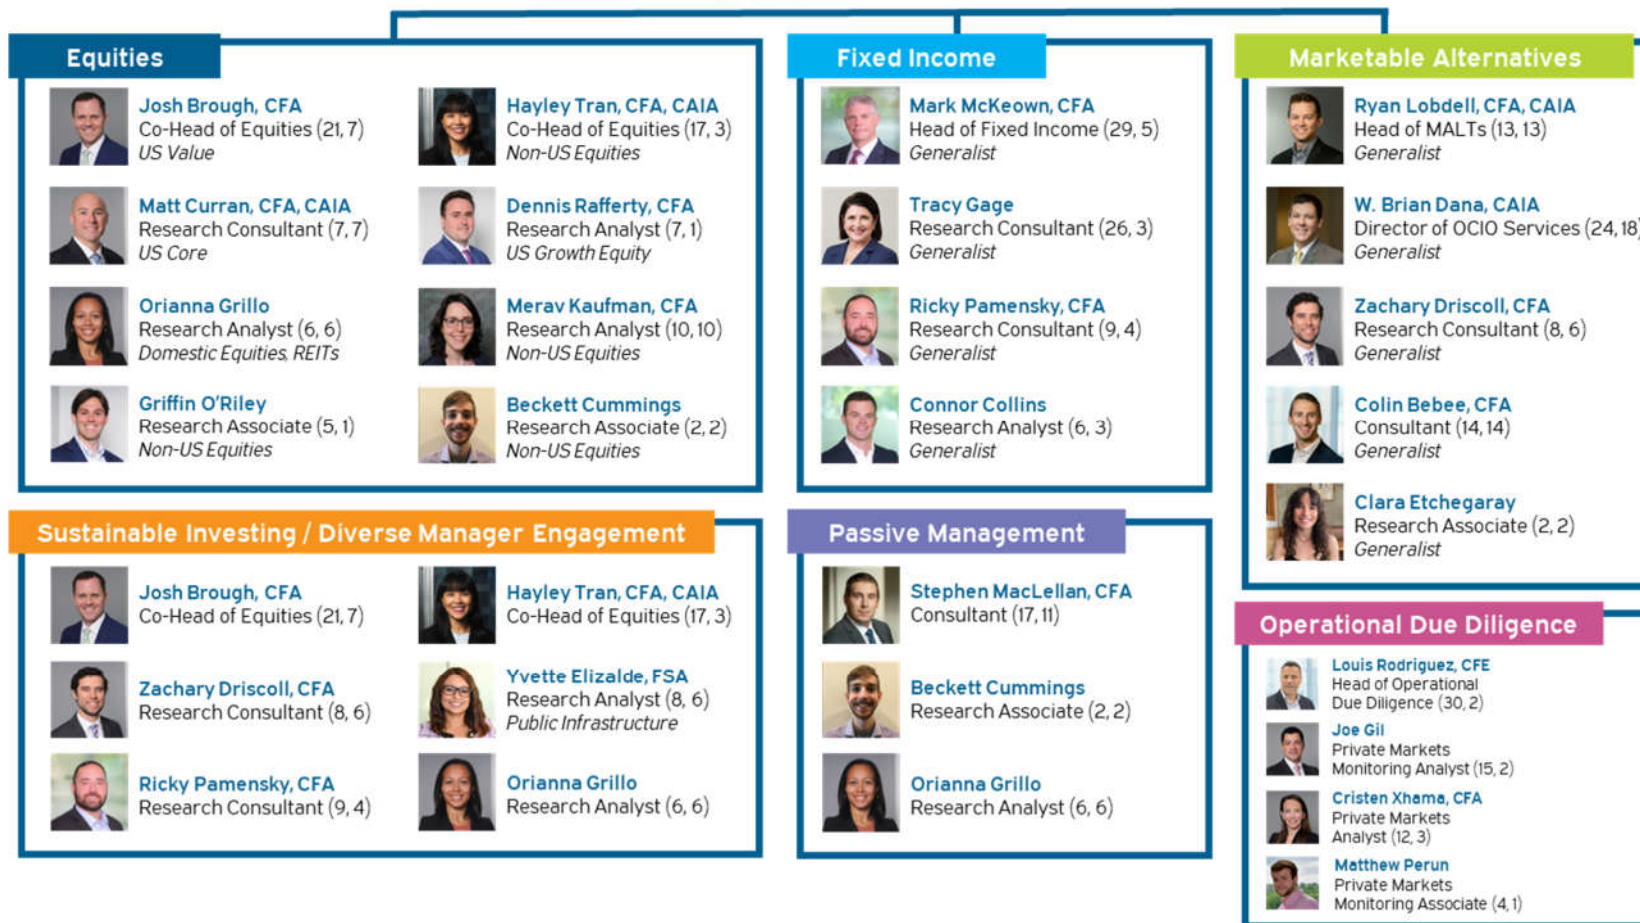 Equities
Josh Brough, CFA
Co-Head of Equities (21, 7)
US Value
Hayley Tran, CFA, CAIA
Co-Head of Equities (17, 3)
Non-US Equities
Matt Curran, CFA, CAIA
Research Consultant (7, 7)
US Core
Dennis Rafferty, CFA
Research Analyst (7, 1)
US Growth Equity
Orianna Grillo
Research Analyst (6, 6)
Domestic Equities, REITs
Merav Kaufman, CFA
Research Analyst (10, 10)
Non-US Equities
Griffin O'Riley
Research Associate (5, 1)
Non-US Equities
Beckett Cummings
Research Associate (2, 2)
Non-US Equities
Fixed Income
Mark McKeown, CFA
Head of Fixed Income (29, 5)
Generalist
Tracy Gage
Research Consultant (26, 3)
Generalist
Ricky Pamensky, CFA
Research Consultant (9, 4)
Generalist
Connor Collins
Research Analyst (6, 3)
Generalist
Marketable Alternatives
Ryan Lobdell, CFA, CAIA
Head of MALTs (13, 13)
Generalist
W. Brian Dana, CAIA
Director of OCIO Services (24, 18)
Generalist
Zachary Driscoll, CFA
Research Consultant (8, 6)
Generalist
Colin Bebee, CFA
Consultant (14, 14)
Generalist
Clara Etchegaray
Research Associate (2, 2)
Generalist
Sustainable Investing / Diverse Manager Engagement
Josh Brough, CFA
Co-Head of Equities (21, 7)
Hayley Tran, CFA, CAIA
Co-Head of Equities (17, 3)
Zachary Driscoll, CFA
Research Consultant (8, 6)
Yvette Elizalde, FSA
Research Analyst (8, 6)
Public Infrastructure
Ricky Pamensky, CFA
Research Consultant (9, 4)
Orianna Grillo
Research Analyst (6, 6)
Passive Management
Stephen MacLellan, CFA
Consultant (17, 11)
Beckett Cummings
Research Associate (2, 2)
Orianna Grillo
Research Analyst (6, 6)
Operational Due Diligence
Louis Rodriguez, CFE
Head of Operational
Due Diligence (30, 2)
Joe Gil
Private Markets
Monitoring Analyst (15, 2)
Cristen Xhama, CFA
Private Markets
Analyst (12, 3)
Matthew Perun
Private Markets
Monitoring Associate (4, 1)